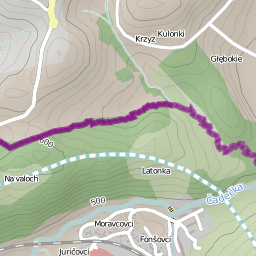 Kulonki
Krzyż
Głębokie
600
Na valoch
Latonka
Čadečka
500
Moravcovci
Fonšovci
Juričovci